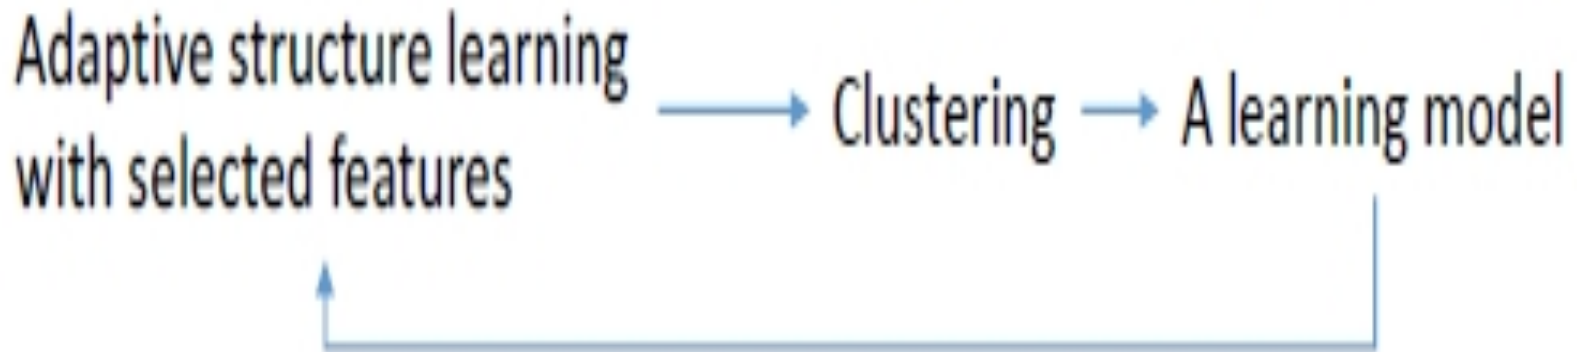 Adaptive structure learning
with selected features
Clustering
A learning model